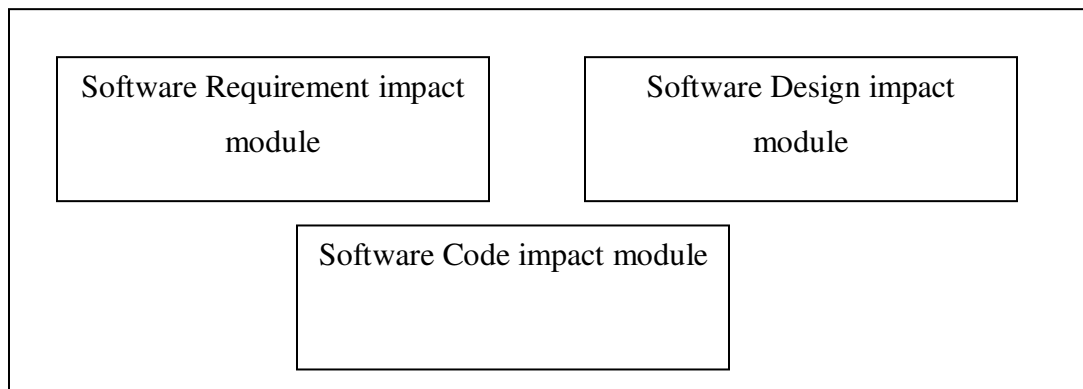 Software Requirement impact
module
Software Design impact
module
Software Code impact module